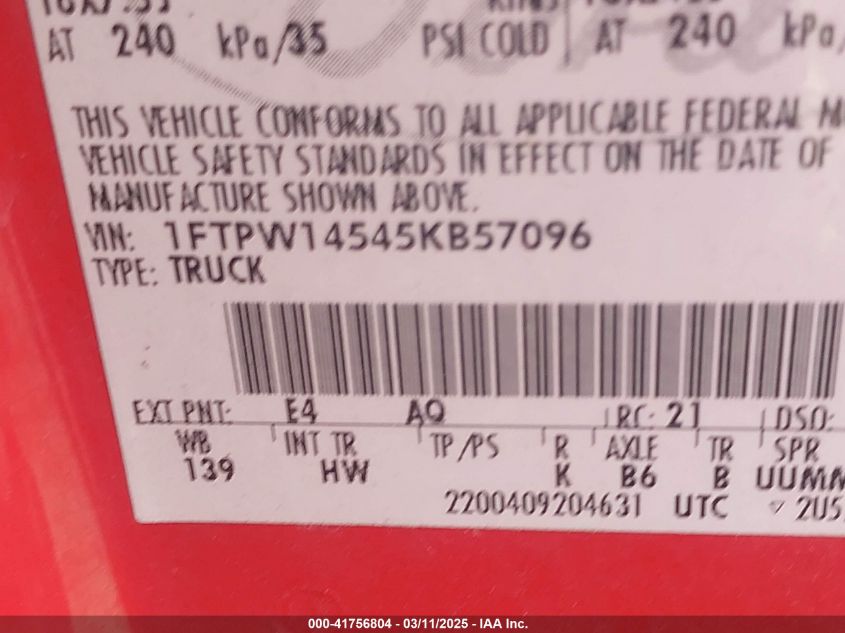 AT 240 kPa/35 PSI COLD AT 240 kPa/
THIS VEHICLE CONFORMS TO ALL APPLICABLE FEDERAL M
VEHICLE SAFETY STANDARDS IN EFFECT ON THE DATE OF
MANUFACTURE SHOWN ABOVE.
VIN: 1FTPW14545KB57096
TYPE: TRUCK
EXT PNT: E4 AQ RC: 21 DSO:
WB INT TR TP/PS R AXLE TR SPR
139 HW K B6 B UUMM
2200409204631 UTC 2U5
000-41756804 - 03/11/2025 - IAA Inc.